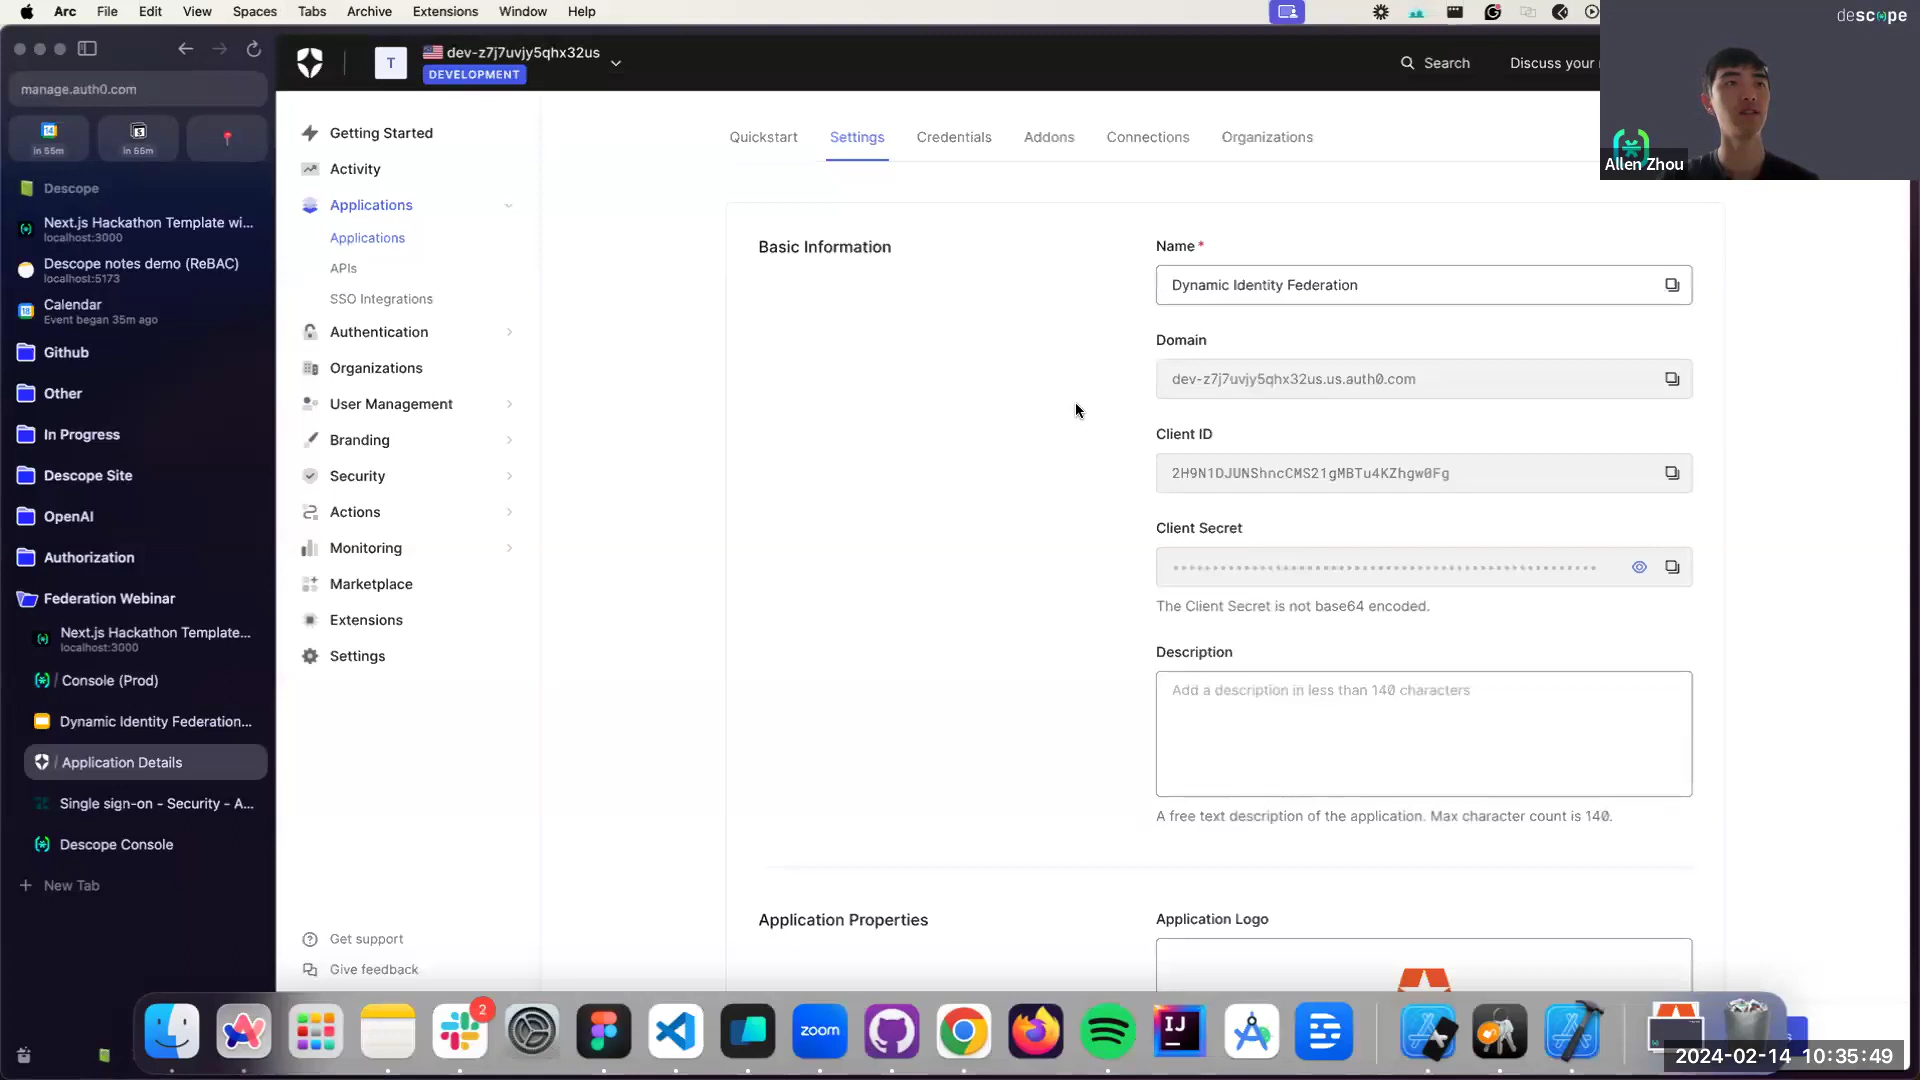 Arc File Edit View Spaces Tabs Archive Extensions Window Help
descope
manage.auth0.com
in 55m
in 55m
Descope
Next.js Hackathon Template wi...
localhost:3000
Descope notes demo (ReBAC)
localhost:5173
Calendar
Event began 35m ago
Github
Other
In Progress
Descope Site
OpenAI
Authorization
Federation Webinar
Next.js Hackathon Template...
localhost:3000
/ Console (Prod)
Dynamic Identity Federation...
/ Application Details
Single sign-on - Security - A...
Descope Console
+ New Tab
T
dev-z7j7uvjy5qhx32us
DEVELOPMENT
Search
Discuss your
Allen Zhou
Getting Started
Activity
Applications
Applications
APIs
SSO Integrations
Authentication
Organizations
User Management
Branding
Security
Actions
Monitoring
Marketplace
Extensions
Settings
Get support
Give feedback
Quickstart Settings Credentials Addons Connections Organizations
Basic Information
Name *
Dynamic Identity Federation
Domain
dev-z7j7uvjy5qhx32us.us.auth0.com
Client ID
2H9N1DJUNShncCMS21gMBTu4KZhgw0Fg
Client Secret
The Client Secret is not base64 encoded.
Description
Add a description in less than 140 characters
A free text description of the application. Max character count is 140.
Application Properties
Application Logo
2
zoom
IJ
2024-02-14 10:35:49